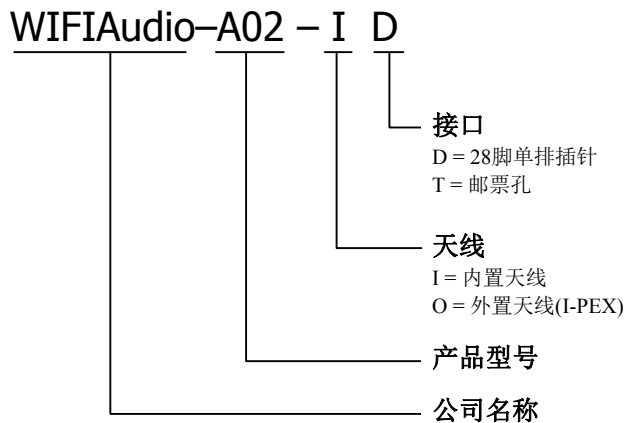 WIFIAudio–A02 – I D
接口
D = 28脚单排插针
T = 邮票孔
天线
I = 内置天线
O = 外置天线(I-PEX)
产品型号
公司名称